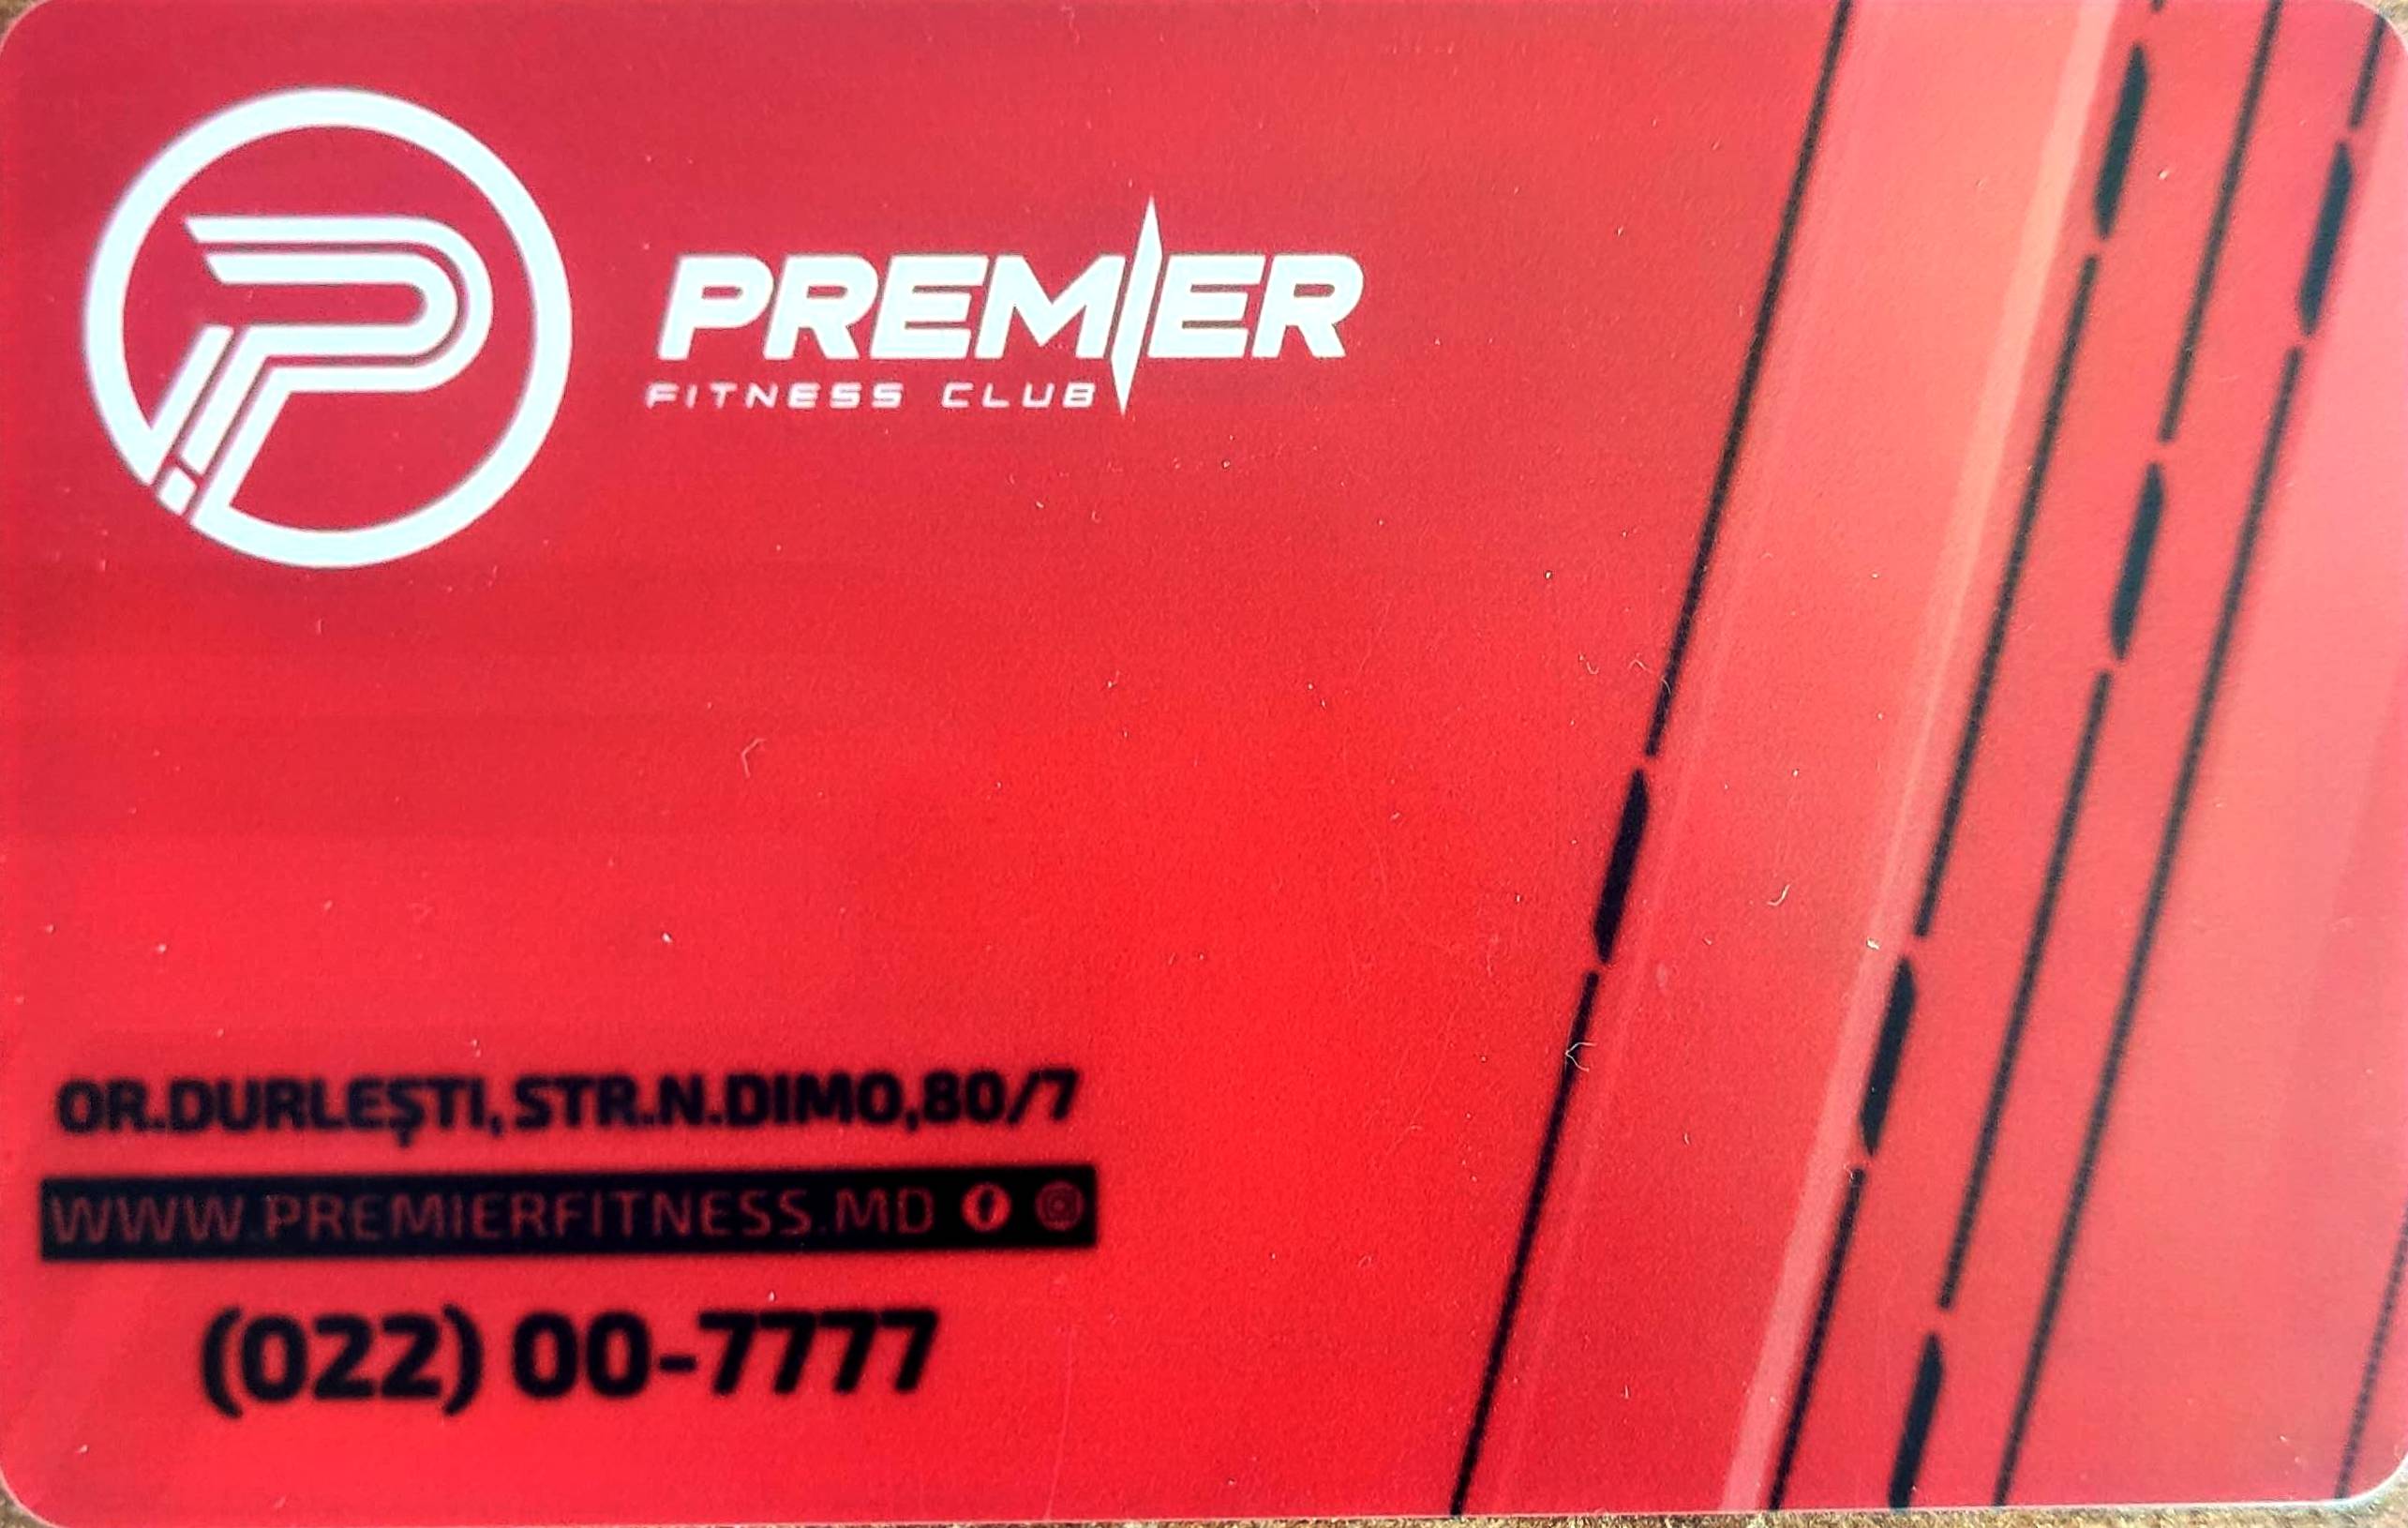 PREMIER
FITNESS CLUB
OR.DURLEȘTI, STR.N.DIMO,80/7
WWW.PREMIERFITNESS.MD
(022) 00-7777